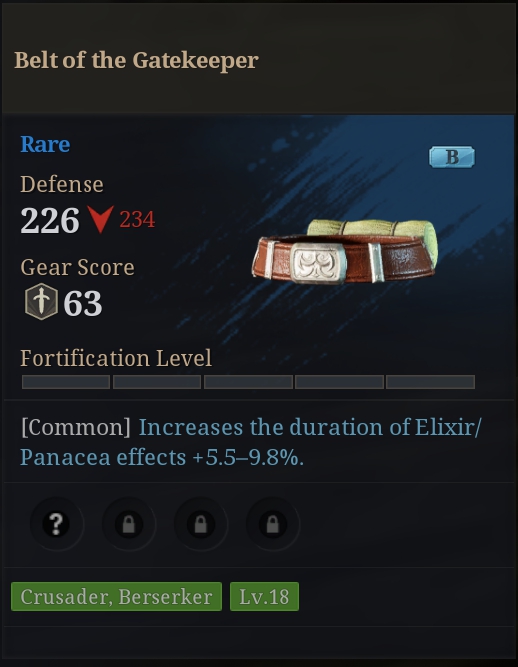 Belt of the Gatekeeper
Rare
B
Defense
226 234
Gear Score
63
Fortification Level
[Common] Increases the duration of Elixir/
Panacea effects +5.5–9.8%.
?
Crusader, Berserker Lv.18